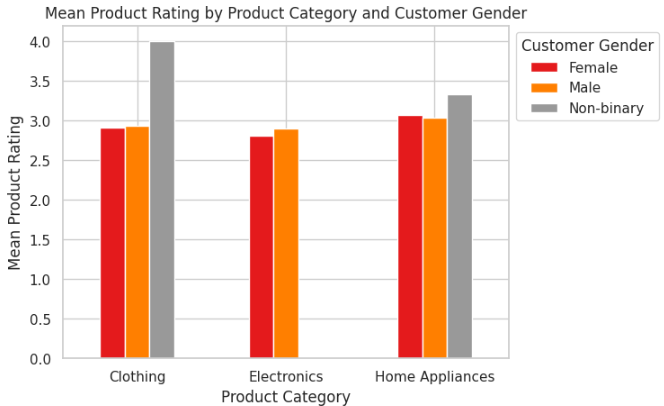 Mean Product Rating by Product Category and Customer Gender
Customer Gender
Female
Male
Non-binary
Mean Product Rating
4.0
3.5
3.0
2.5
2.0
1.5
1.0
0.5
0.0
Clothing Electronics Home Appliances
Product Category